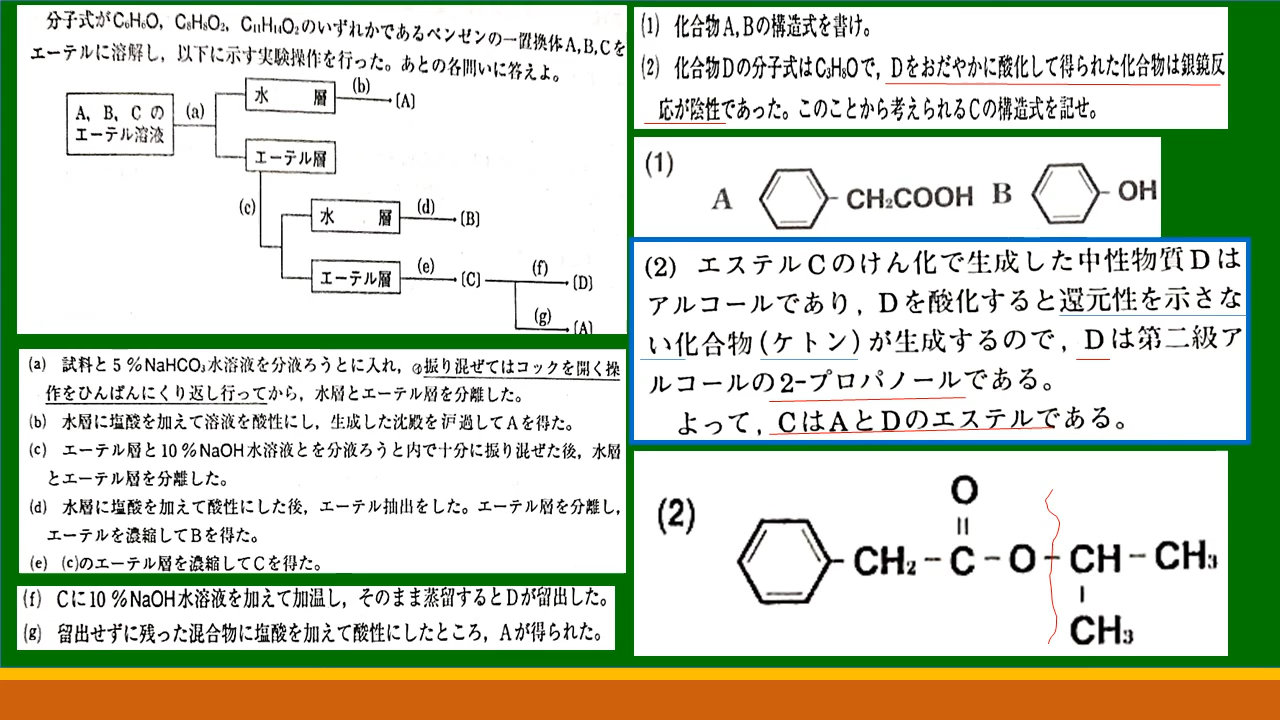 分子式がC₆H₆O，C₈H₈O₂，C₁₁H₁₄O₂のいずれかであるベンゼンの一置換体A,B,Cを
エーテルに溶解し，以下に示す実験操作を行った。あとの各問いに答えよ。
A, B, C の
エーテル溶液
(a)
水 層
(b)
〔A〕
エーテル層
(c)
水 層
(d)
〔B〕
エーテル層
(e)
〔C〕
(f)
〔D〕
(g)
〔A〕
(a) 試料と5%NaHCO₃水溶液を分液ろうとに入れ，㋑振り混ぜてはコックを開く操
作をひんぱんにくり返し行ってから，水層とエーテル層を分離した。
(b) 水層に塩酸を加えて溶液を酸性にし，生成した沈殿を沪過してAを得た。
(c) エーテル層と10%NaOH水溶液とを分液ろうと内で十分に振り混ぜた後，水層
とエーテル層を分離した。
(d) 水層に塩酸を加えて酸性にした後，エーテル抽出をした。エーテル層を分離し，
エーテルを濃縮してBを得た。
(e) (c)のエーテル層を濃縮してCを得た。
(f) Cに10%NaOH水溶液を加えて加温し，そのまま蒸留するとDが留出した。
(g) 留出せずに残った混合物に塩酸を加えて酸性にしたところ，Aが得られた。
(1) 化合物A,Bの構造式を書け。
(2) 化合物Dの分子式はC₃H₈Oで，Dをおだやかに酸化して得られた化合物は銀鏡反
応が陰性であった。このことから考えられるCの構造式を記せ。
(1)
A
CH₂COOH
B
OH
(2) エステルCのけん化で生成した中性物質Dは
アルコールであり，Dを酸化すると還元性を示さな
い化合物(ケトン)が生成するので，Dは第二級ア
ルコールの2-プロパノールである。
よって，CはAとDのエステルである。
(2)
O
CH₂－C－O－CH－CH₃
CH₃